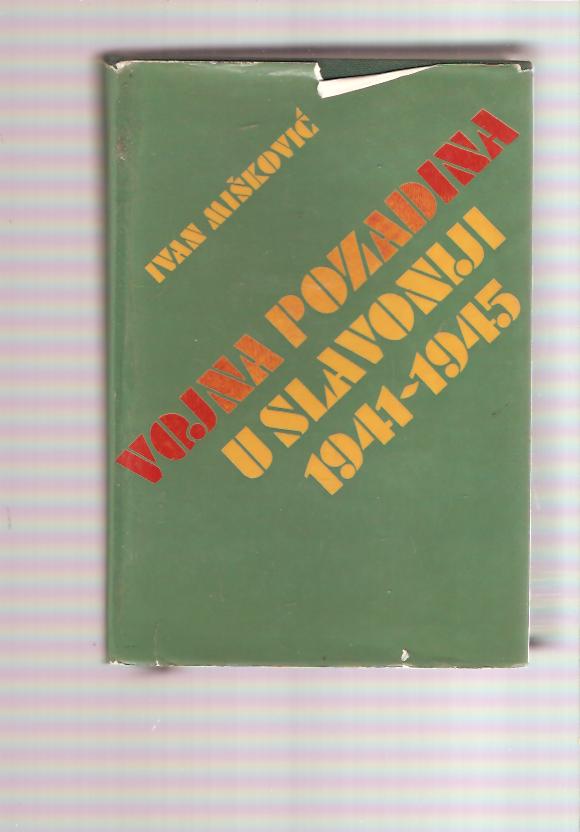 IVAN MIŠKOVIĆ
VOJNA POZADINA
U SLAVONIJI
1941-1945